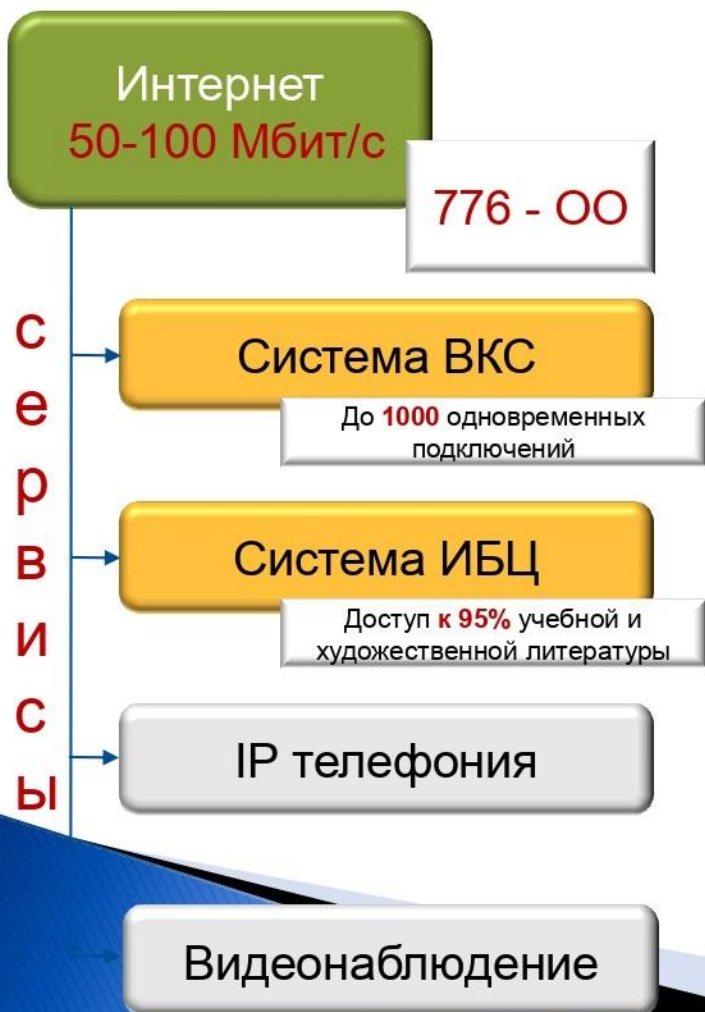 Интернет
50-100 Мбит/с
776 - ОО
сервисы
Система ВКС
До 1000 одновременных
подключений
Система ИБЦ
Доступ к 95% учебной и
художественной литературы
IP телефония
Видеонаблюдение